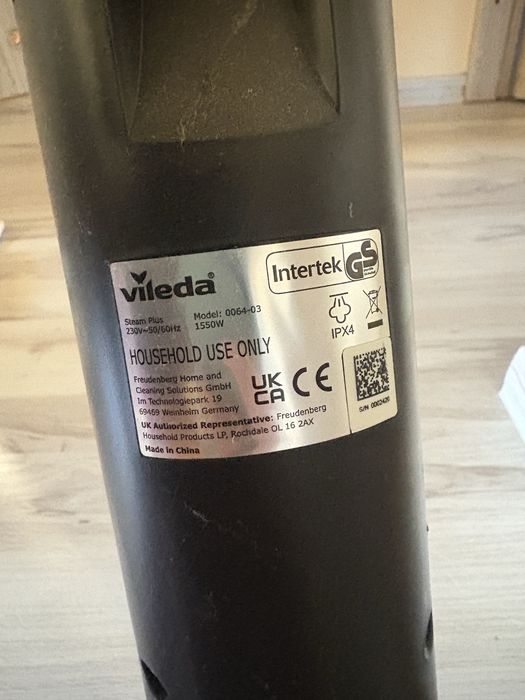 vileda®
Intertek GS
Steam Plus Model: 0064-03
230V~50/60Hz 1550W
IPX4
HOUSEHOLD USE ONLY
Freudenberg Home and
Cleaning Solutions GmbH
Im Technologiepark 19
69469 Weinheim Germany
UK
CA CE
S/N 0002420
UK Autiorized Representative: Freudenberg
Household Products LP, Rochdale OL 16 2AX
Made in China